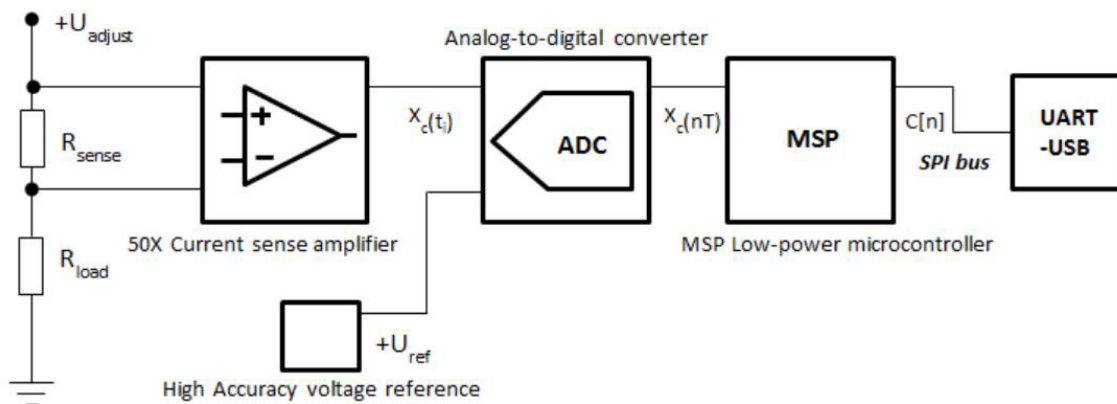 +U_adjust
Analog-to-digital converter
R_sense
+
-
X_c(t_i)
ADC
X_c(nT)
MSP
C[n]
SPI bus
UART
-USB
50X Current sense amplifier
MSP Low-power microcontroller
R_load
+U_ref
High Accuracy voltage reference